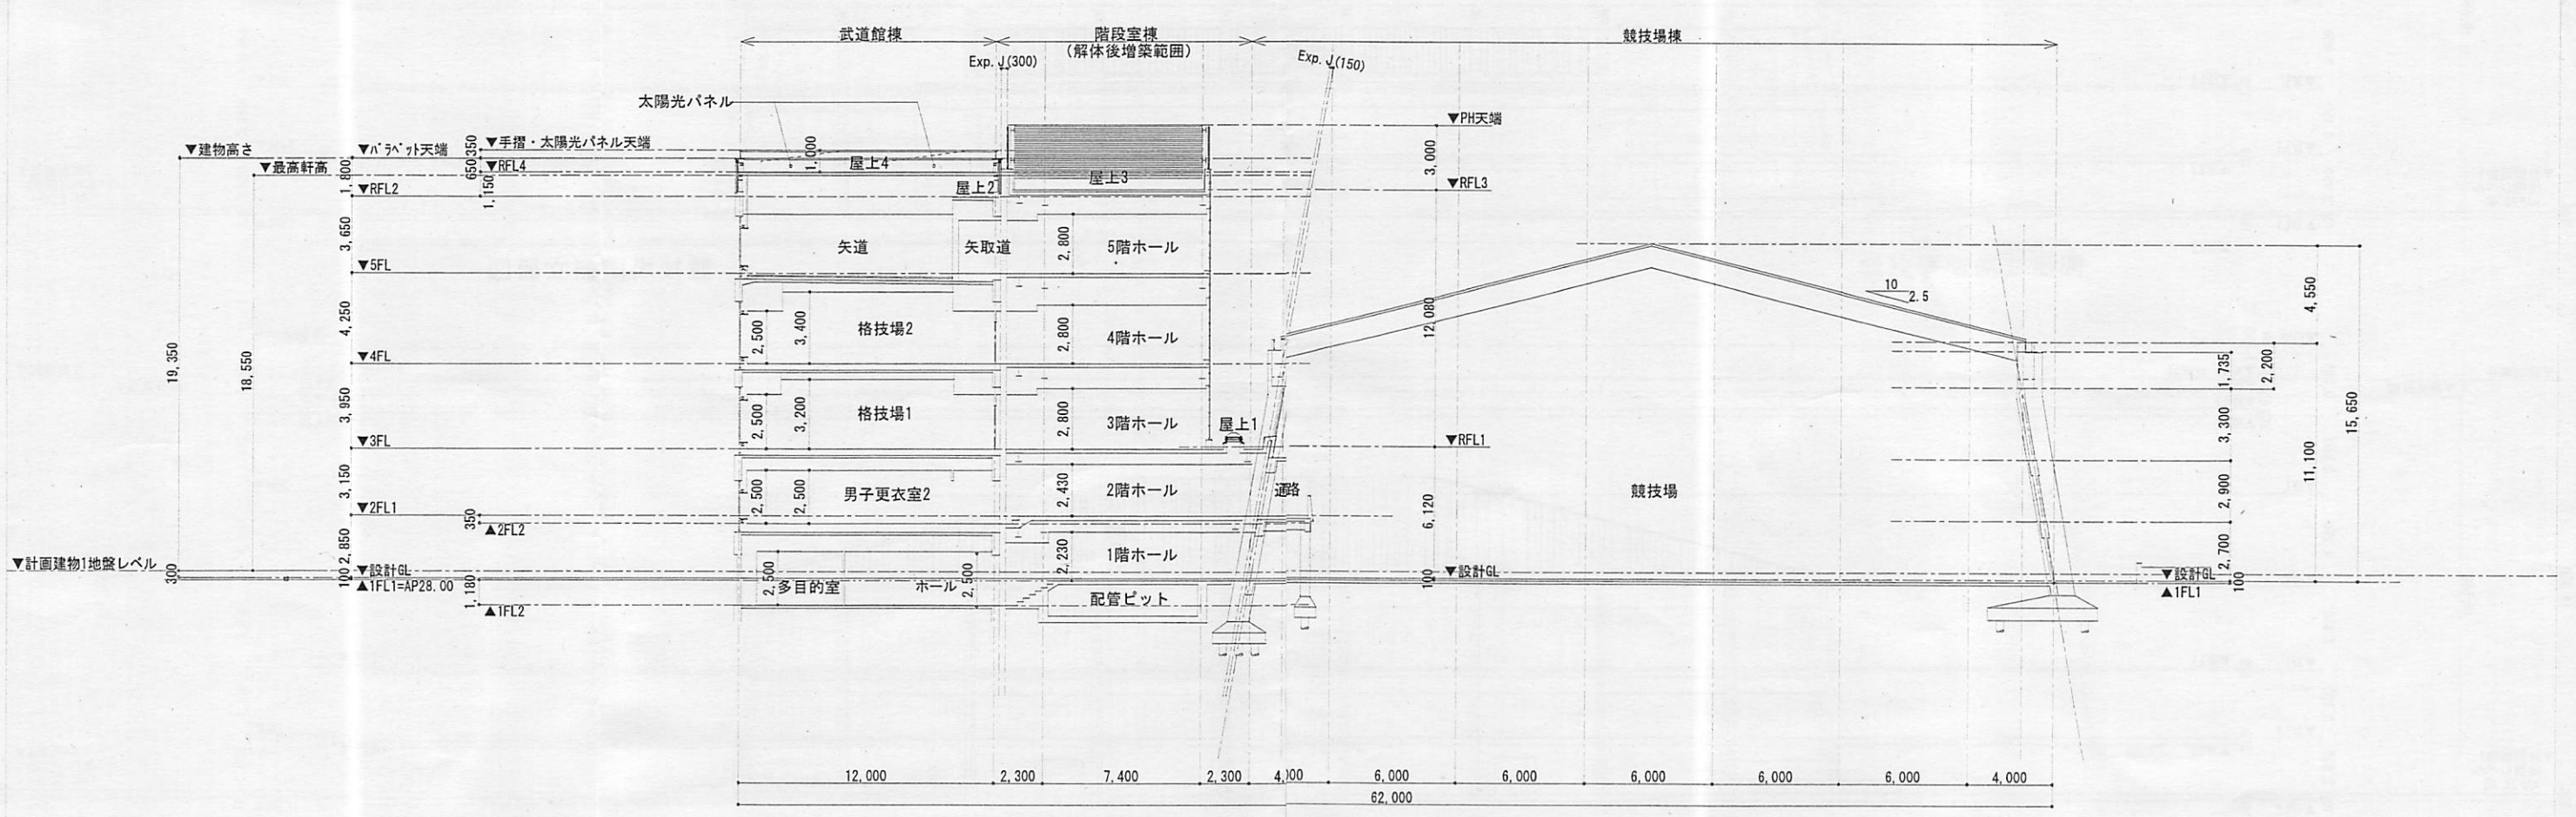 武道館棟
階段室棟
(解体後増築範囲)
競技場棟
Exp. J(300)
Exp. J(150)
太陽光パネル
▼PH天端
▼建物高さ
▼パラペット天端
350
▼手摺・太陽光パネル天端
1,000
屋上4
3,000
▼最高軒高
1,800
650
▼RFL4
屋上3
▼RFL2
1,150
屋上2
▼RFL3
3,650
矢道
矢取道
2,800
5階ホール
▼5FL
10
2.5
4,550
4,250
2,500
3,400
格技場2
2,800
4階ホール
12,080
▼4FL
19,350
18,550
1,735
2,200
3,950
2,500
3,200
格技場1
2,800
3階ホール
屋上1
3,300
15,650
▼3FL
▼RFL1
11,100
3,150
2,500
2,500
男子更衣室2
2,430
2階ホール
通路
6,120
競技場
2,900
▼2FL1
350
▲2FL2
2,850
2,230
1階ホール
2,700
▼計画建物1地盤レベル
300
100
▼設計GL
▲1FL1=AP28.00
1,180
▲1FL2
2,500
多目的室
ホール
2,500
配管ピット
100
▼設計GL
▼設計GL
▲1FL1
100
12,000
2,300
7,400
2,300
4,000
6,000
6,000
6,000
6,000
6,000
4,000
62,000